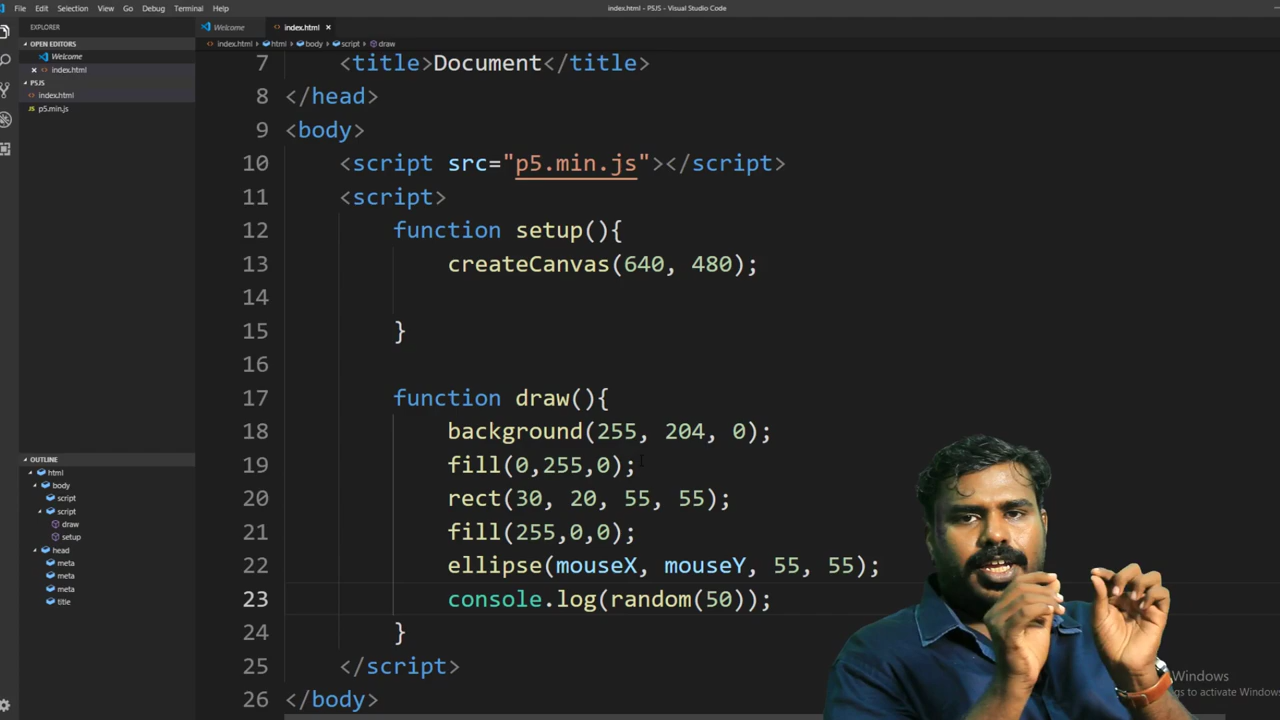 File Edit Selection View Go Debug Terminal Help
index.html - P5JS - Visual Studio Code
EXPLORER
Welcome
index.html ×
OPEN EDITORS
Welcome
× index.html
P5JS
index.html
JS p5.min.js
index.html › html › body › script › draw
7 <title>Document</title>
8 </head>
9 <body>
10 <script src="p5.min.js"></script>
11 <script>
12 function setup(){
13 createCanvas(640, 480);
14
15 }
16
17 function draw(){
18 background(255, 204, 0);
19 fill(0,255,0);
20 rect(30, 20, 55, 55);
21 fill(255,0,0);
22 ellipse(mouseX, mouseY, 55, 55);
23 console.log(random(50));
24 }
25 </script>
26 </body>
OUTLINE
html
body
script
script
draw
setup
head
meta
meta
meta
title
Windows
gs to activate Windows